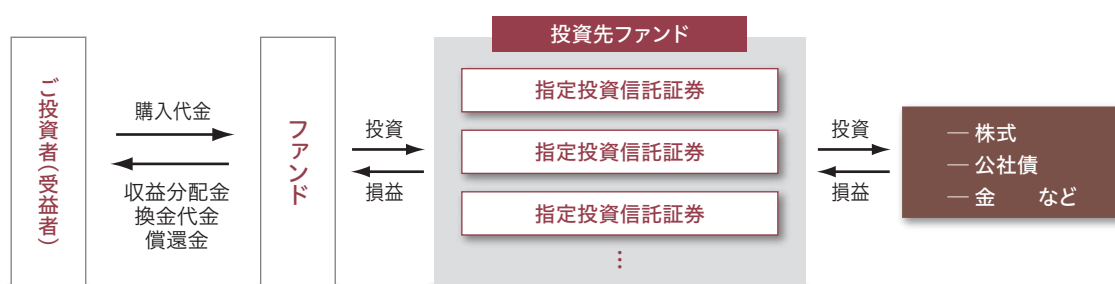 ご投資者(受益者)
購入代金
収益分配金
換金代金
償還金
ファンド
投資
損益
投資先ファンド
指定投資信託証券
指定投資信託証券
指定投資信託証券
⋮
投資
損益
― 株式
― 公社債
― 金　　など